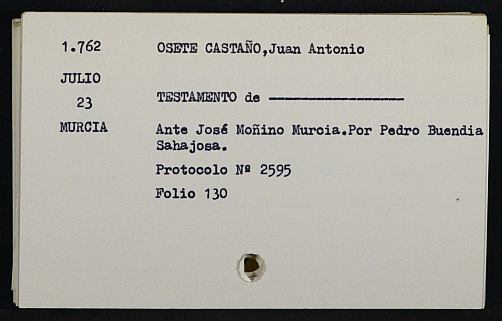 1.762 OSETE CASTAÑO,Juan Antonio
JULIO
23 TESTAMENTO de ------------------
MURCIA Ante José Moñino Murcia.Por Pedro Buendia
Sahajosa.
Protocolo Nº 2595
Folio 130